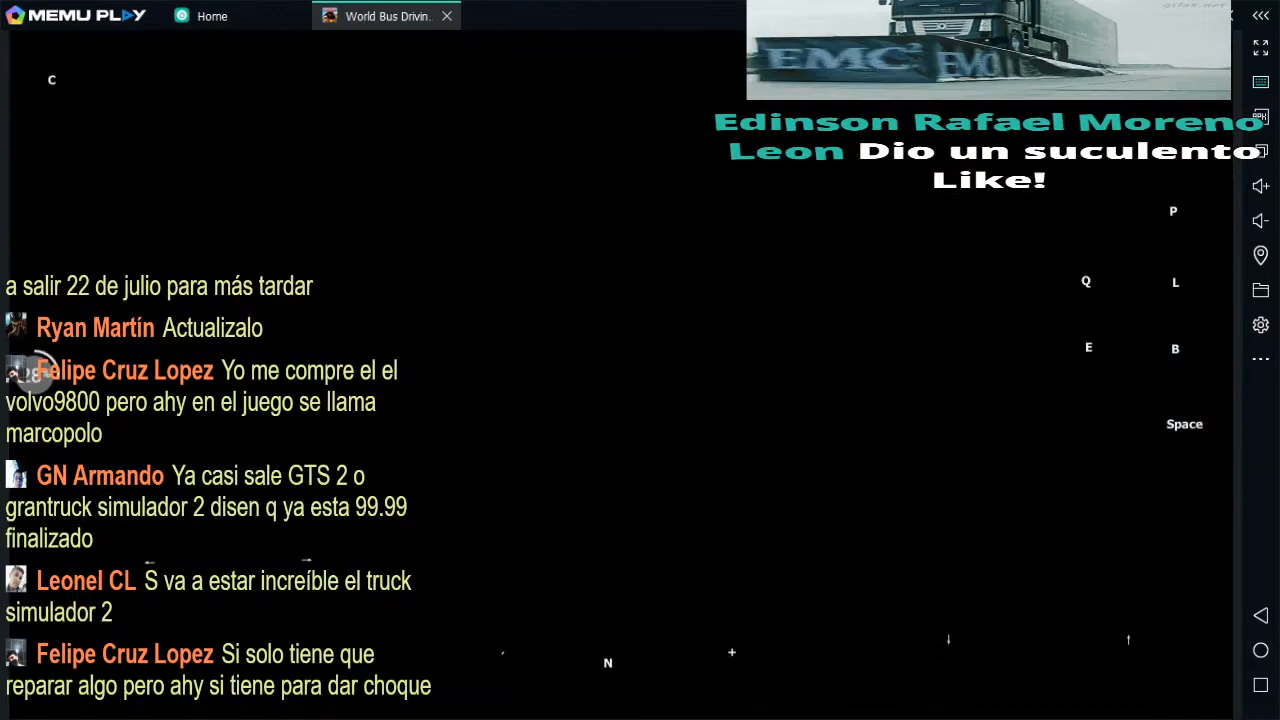 MEMU PLAY
Home
World Bus Drivin.
C
EMC²
Edinson Rafael Moreno
Leon Dio un suculento
Like!
P
Q
L
E
B
Space
a salir 22 de julio para más tardar
Ryan Martín Actualizalo
Felipe Cruz Lopez Yo me compre el el
volvo9800 pero ahy en el juego se llama
marcopolo
GN Armando Ya casi sale GTS 2 o
grantruck simulador 2 disen q ya esta 99.99
finalizado
Leonel CL S va a estar increíble el truck
simulador 2
Felipe Cruz Lopez Si solo tiene que
reparar algo pero ahy si tiene para dar choque
N
+